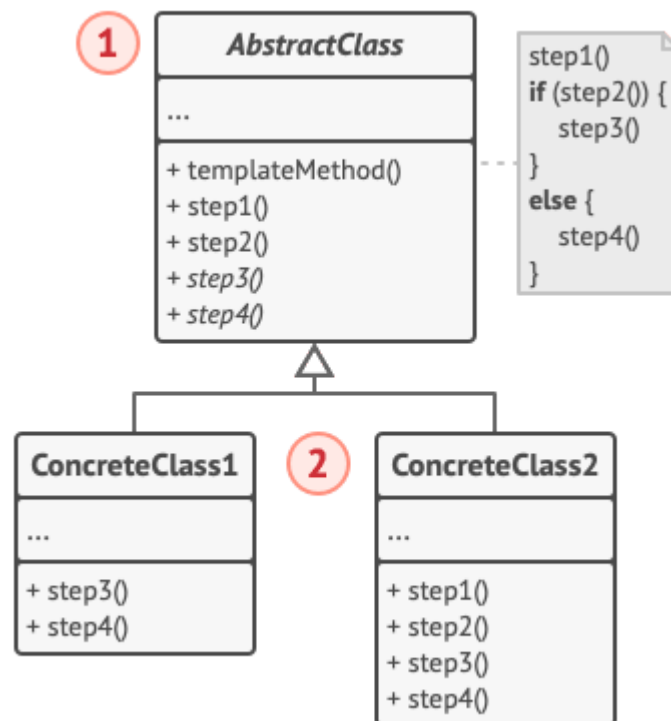 1
AbstractClass
...
+ templateMethod()
+ step1()
+ step2()
+ step3()
+ step4()
step1()
if (step2()) {
step3()
}
else {
step4()
}
ConcreteClass1
...
+ step3()
+ step4()
2
ConcreteClass2
...
+ step1()
+ step2()
+ step3()
+ step4()